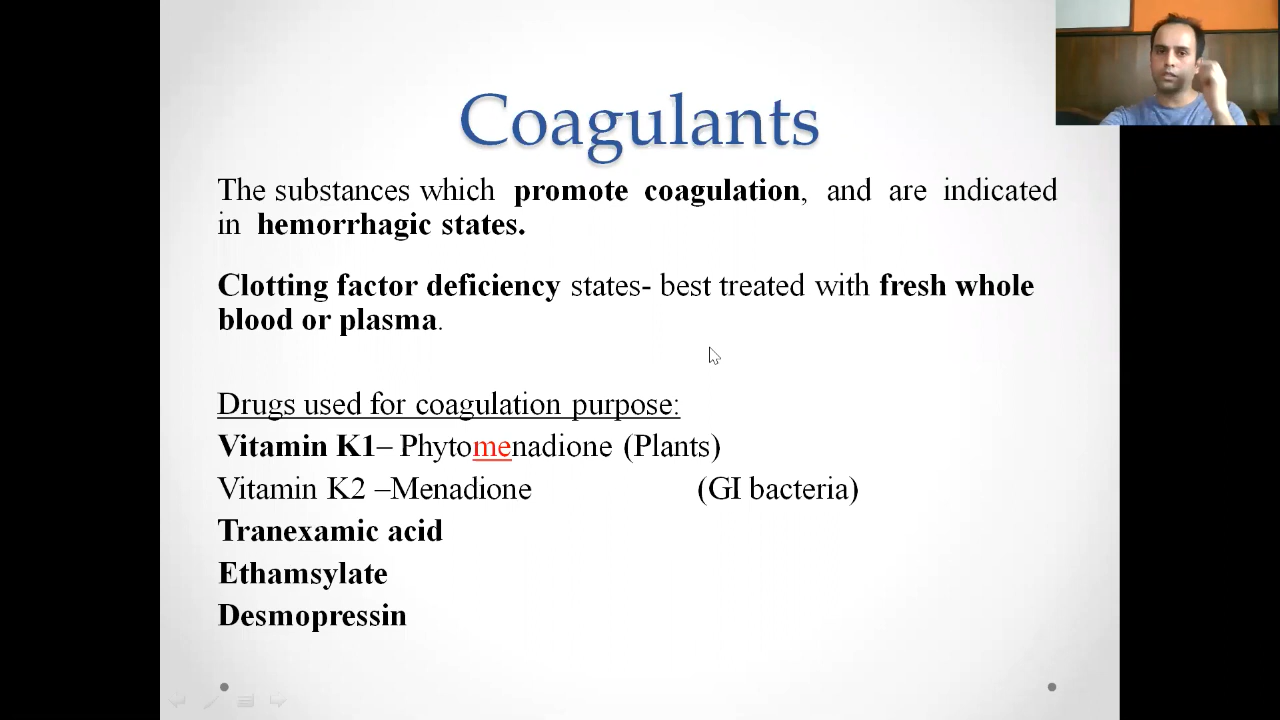 Coagulants
The substances which promote coagulation, and are indicated
in hemorrhagic states.
Clotting factor deficiency states- best treated with fresh whole
blood or plasma.
Drugs used for coagulation purpose:
Vitamin K1– Phytomenadione (Plants)
Vitamin K2 –Menadione (GI bacteria)
Tranexamic acid
Ethamsylate
Desmopressin